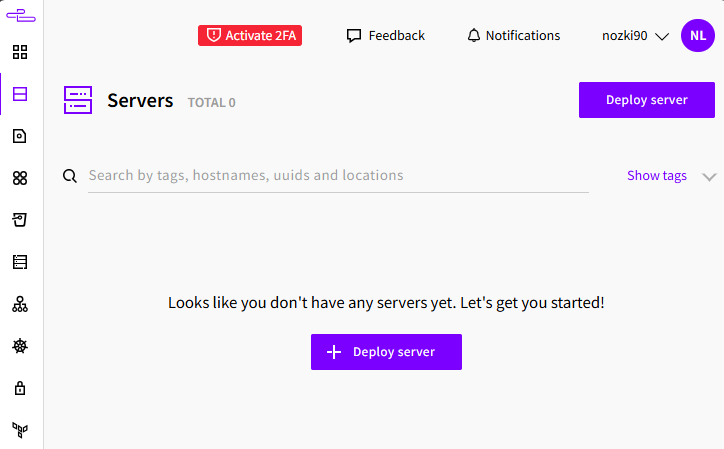 Activate 2FA
Feedback
Notifications
nozki90
NL
Servers TOTAL 0
Deploy server
Search by tags, hostnames, uuids and locations
Show tags
Looks like you don't have any servers yet. Let's get you started!
Deploy server